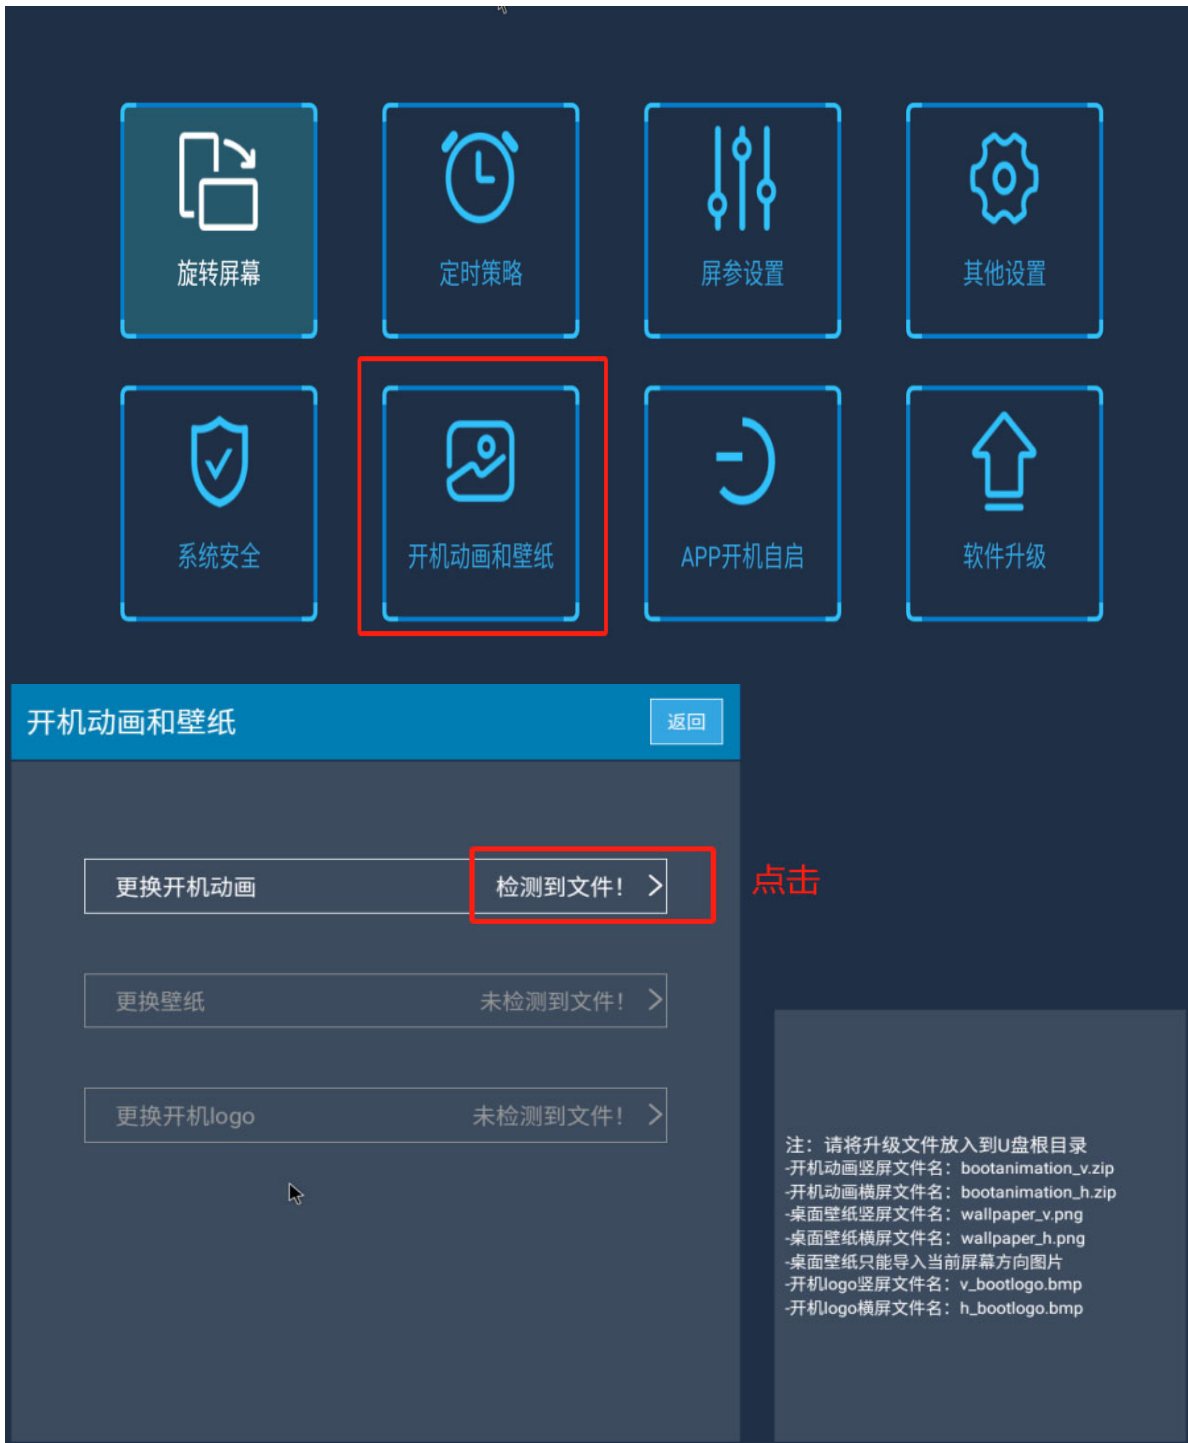 旋转屏幕
定时策略
屏参设置
其他设置
系统安全
开机动画和壁纸
APP开机自启
软件升级
开机动画和壁纸
返回
更换开机动画 检测到文件！
点击
更换壁纸 未检测到文件！
更换开机logo 未检测到文件！
注：请将升级文件放入到U盘根目录
-开机动画竖屏文件名：bootanimation_v.zip
-开机动画横屏文件名：bootanimation_h.zip
-桌面壁纸竖屏文件名：wallpaper_v.png
-桌面壁纸横屏文件名：wallpaper_h.png
-桌面壁纸只能导入当前屏幕方向图片
-开机logo竖屏文件名：v_bootlogo.bmp
-开机logo横屏文件名：h_bootlogo.bmp